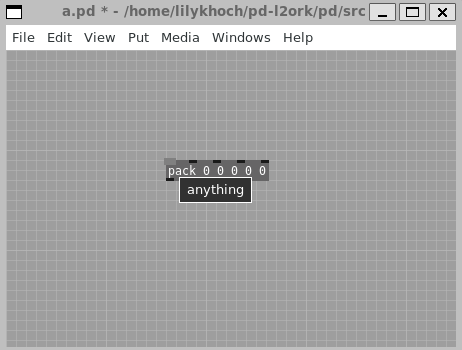 a.pd * - /home/lilykhoch/pd-l2ork/pd/src
File Edit View Put Media Windows Help
pack 0 0 0 0 0
anything